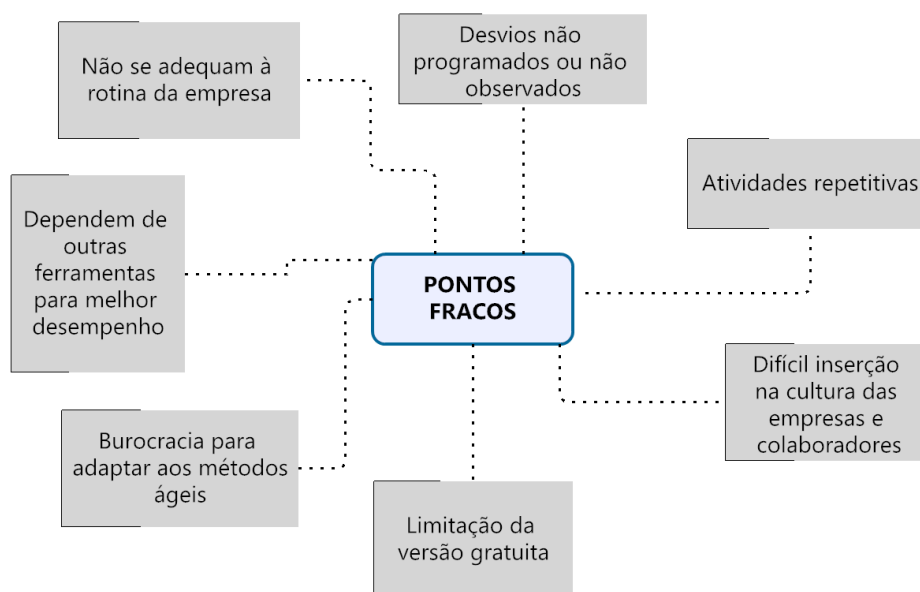 Desvios não
programados ou não
observados
Não se adequam à
rotina da empresa
Atividades repetitivas
Dependem de
outras
ferramentas
para melhor
desempenho
PONTOS
FRACOS
Difícil inserção
na cultura das
empresas e
colaboradores
Burocracia para
adaptar aos métodos
ágeis
Limitação da
versão gratuita